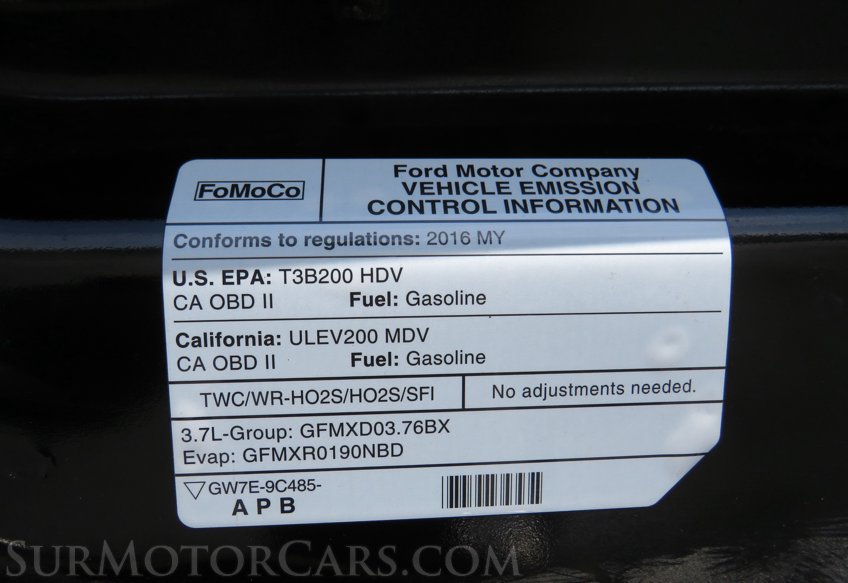 FoMoCo
Ford Motor Company
VEHICLE EMISSION
CONTROL INFORMATION
Conforms to regulations: 2016 MY
U.S. EPA: T3B200 HDV
CA OBD II Fuel: Gasoline
California: ULEV200 MDV
CA OBD II Fuel: Gasoline
TWC/WR-HO2S/HO2S/SFI No adjustments needed.
3.7L-Group: GFMXD03.76BX
Evap: GFMXR0190NBD
GW7E-9C485-
A P B
SURMOTORCARS.COM